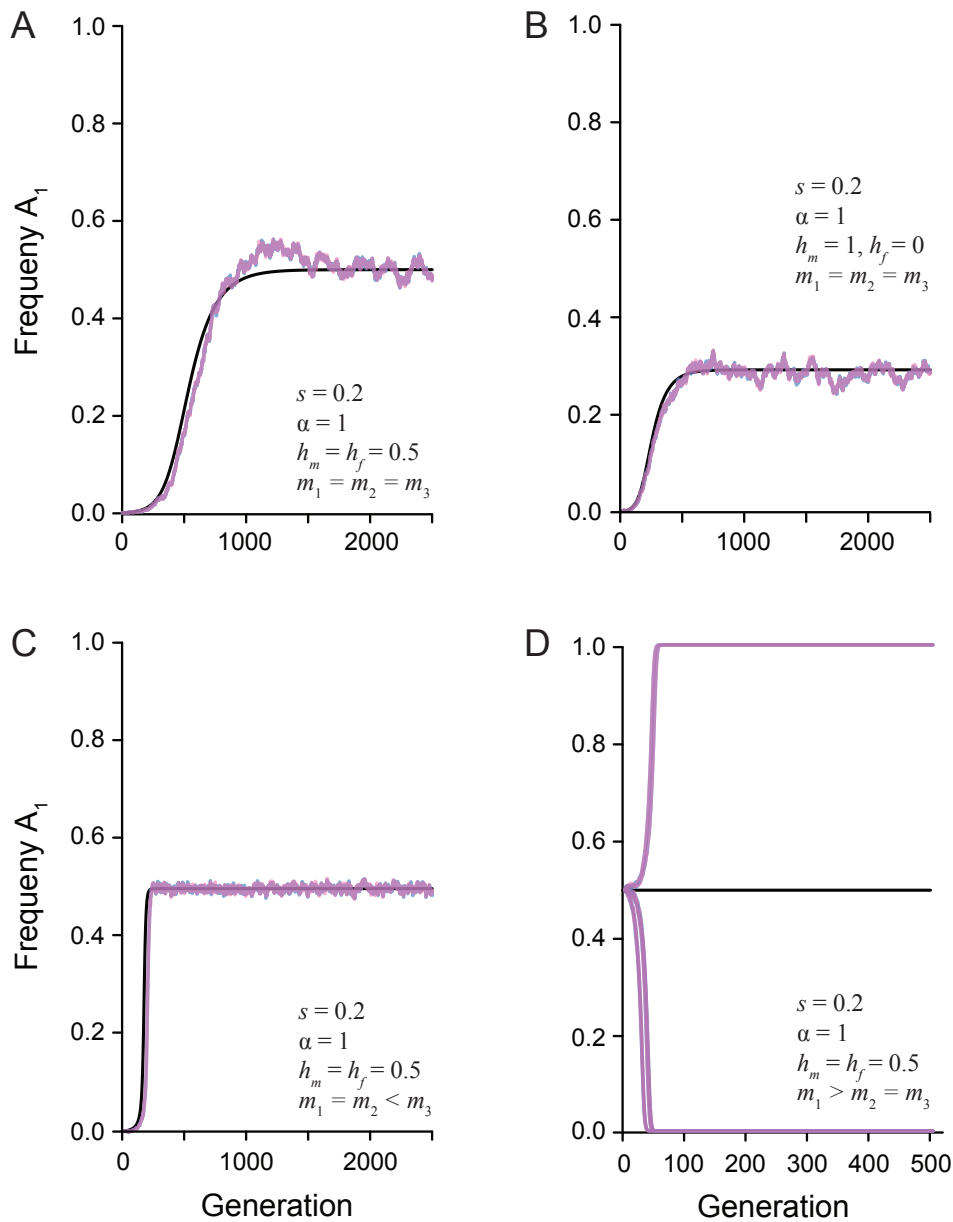 A
1.0
0.8
0.6
0.4
0.2
0.0
Frequeny A₁
0
1000
2000
s = 0.2
α = 1
hₘ = h_f = 0.5
m₁ = m₂ = m₃
B
1.0
0.8
0.6
0.4
0.2
0.0
0
1000
2000
s = 0.2
α = 1
hₘ = 1, h_f = 0
m₁ = m₂ = m₃
C
1.0
0.8
0.6
0.4
0.2
0.0
Frequeny A₁
0
1000
2000
Generation
s = 0.2
α = 1
hₘ = h_f = 0.5
m₁ = m₂ < m₃
D
1.0
0.8
0.6
0.4
0.2
0.0
0
100
200
300
400
500
Generation
s = 0.2
α = 1
hₘ = h_f = 0.5
m₁ > m₂ = m₃